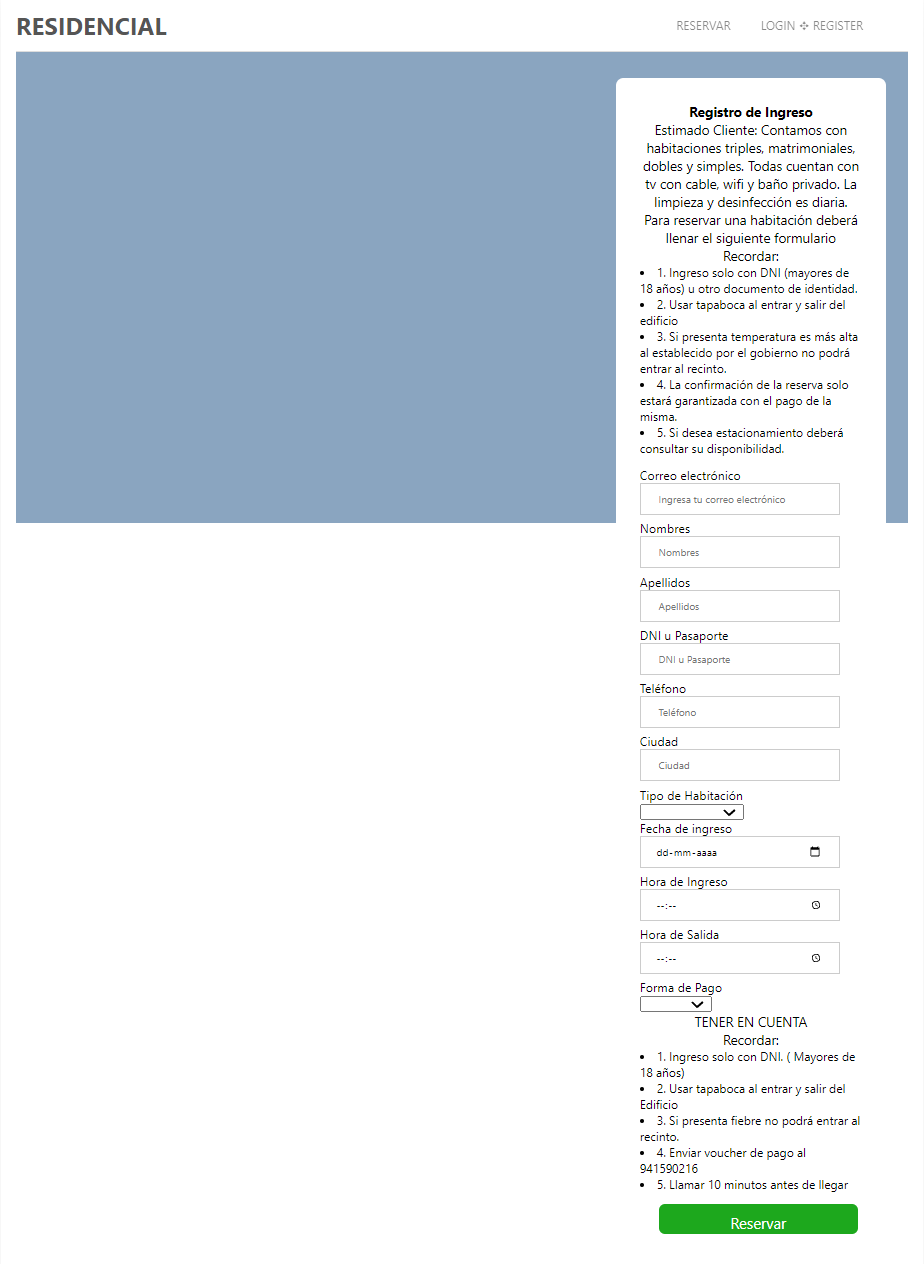 RESIDENCIAL
RESERVAR
LOGIN ✣ REGISTER
Registro de Ingreso
Estimado Cliente: Contamos con
habitaciones triples, matrimoniales,
dobles y simples. Todas cuentan con
tv con cable, wifi y baño privado. La
limpieza y desinfección es diaria.
Para reservar una habitación deberá
llenar el siguiente formulario
Recordar:
• 1. Ingreso solo con DNI (mayores de
18 años) u otro documento de identidad.
• 2. Usar tapaboca al entrar y salir del
edificio
• 3. Si presenta temperatura es más alta
al establecido por el gobierno no podrá
entrar al recinto.
• 4. La confirmación de la reserva solo
estará garantizada con el pago de la
misma.
• 5. Si desea estacionamiento deberá
consultar su disponibilidad.
Correo electrónico
Ingresa tu correo electrónico
Nombres
Nombres
Apellidos
Apellidos
DNI u Pasaporte
DNI u Pasaporte
Teléfono
Teléfono
Ciudad
Ciudad
Tipo de Habitación
Fecha de ingreso
dd-mm-aaaa
Hora de Ingreso
--:--
Hora de Salida
--:--
Forma de Pago
TENER EN CUENTA
Recordar:
• 1. Ingreso solo con DNI. ( Mayores de
18 años)
• 2. Usar tapaboca al entrar y salir del
Edificio
• 3. Si presenta fiebre no podrá entrar al
recinto.
• 4. Enviar voucher de pago al
941590216
• 5. Llamar 10 minutos antes de llegar
Reservar